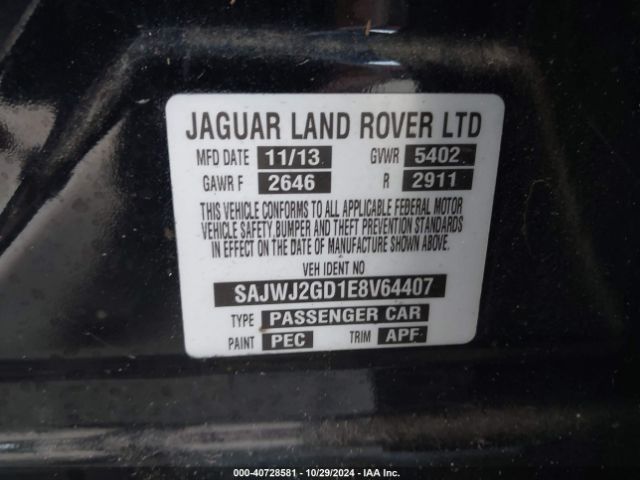 JAGUAR LAND ROVER LTD
MFD DATE 11/13 GVWR 5402
GAWR F 2646 R 2911
THIS VEHICLE CONFORMS TO ALL APPLICABLE FEDERAL MOTOR
VEHICLE SAFETY, BUMPER AND THEFT PREVENTION STANDARDS
IN EFFECT ON THE DATE OF MANUFACTURE SHOWN ABOVE.
VEH IDENT NO
SAJWJ2GD1E8V64407
TYPE PASSENGER CAR
PAINT PEC TRIM APF
000-40728581 - 10/29/2024 - IAA Inc.